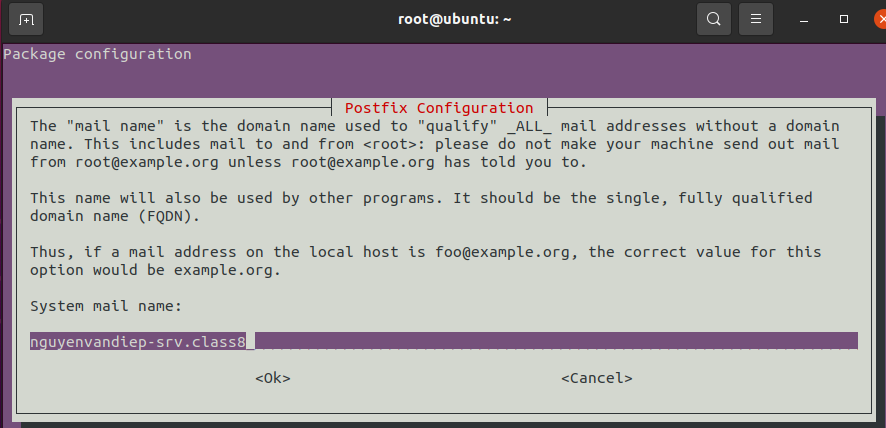 root@ubuntu: ~
Package configuration
Postfix Configuration
The "mail name" is the domain name used to "qualify" _ALL_ mail addresses without a domain
name. This includes mail to and from <root>: please do not make your machine send out mail
from root@example.org unless root@example.org has told you to.
This name will also be used by other programs. It should be the single, fully qualified
domain name (FQDN).
Thus, if a mail address on the local host is foo@example.org, the correct value for this
option would be example.org.
System mail name:
nguyenvandiep-srv.class8
<Ok> <Cancel>